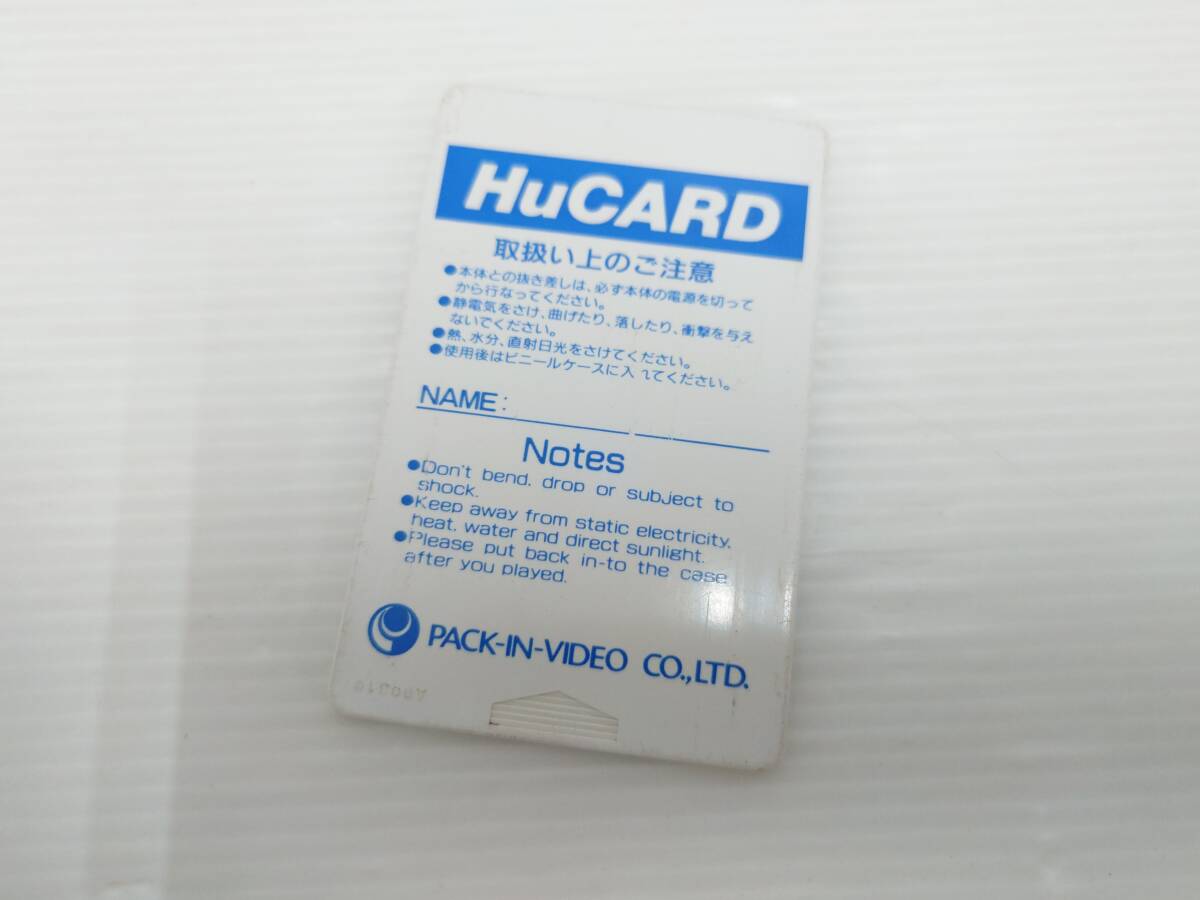 HuCARD
取扱い上のご注意
●本体との抜き差しは、必ず本体の電源を切って
から行なってください。
●静電気をさけ、曲げたり、落したり、衝撃を与え
ないでください。
●熱、水分、直射日光をさけてください。
●使用後はビニールケースに入れてください。
NAME:
Notes
●Don't bend, drop or subject to
shock.
●Keep away from static electricity,
heat, water and direct sunlight.
●Please put back in-to the case
after you played.
PACK-IN-VIDEO CO.,LTD.